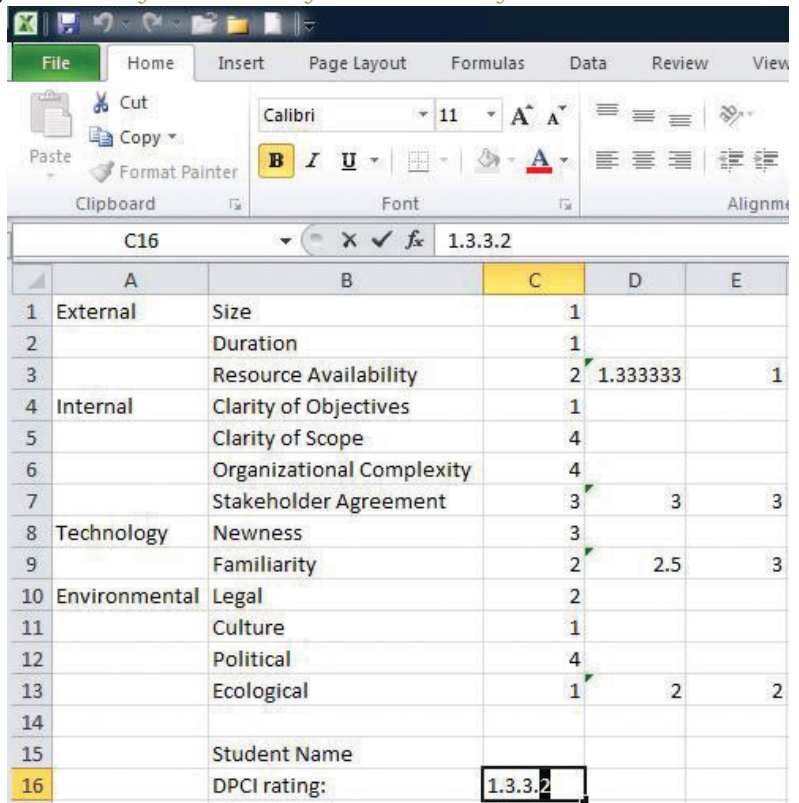 File Home Insert Page Layout Formulas Data Review View
Cut
Calibri 11 A A
Copy
Paste
B I U A
Format Painter
Clipboard Font Alignme
C16 fx 1.3.3.2
A B C D E
1 External Size 1
2 Duration 1
3 Resource Availability 2 1.333333 1
4 Internal Clarity of Objectives 1
5 Clarity of Scope 4
6 Organizational Complexity 4
7 Stakeholder Agreement 3 3 3
8 Technology Newness 3
9 Familiarity 2 2.5 3
10 Environmental Legal 2
11 Culture 1
12 Political 4
13 Ecological 1 2 2
14
15 Student Name
16 DPCI rating: 1.3.3.2